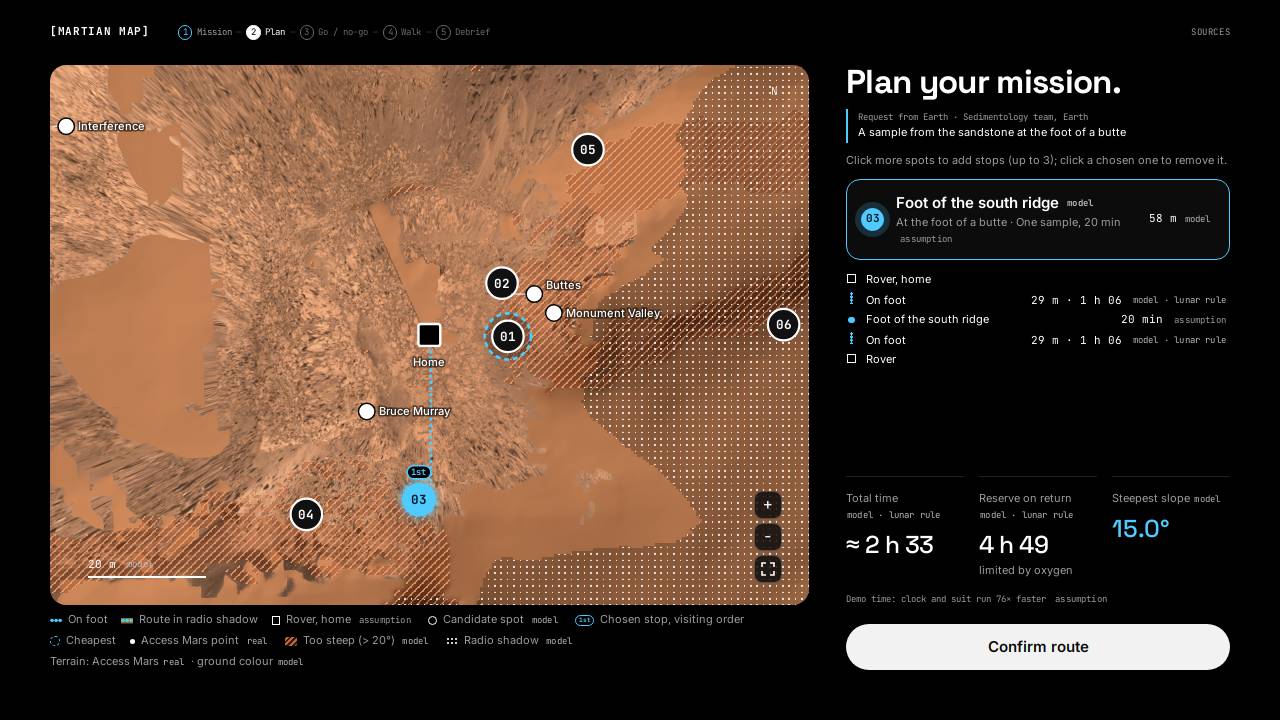 [MARTIAN MAP]
1 Mission – 2 Plan – 3 Go / no-go – 4 Walk – 5 Debrief
SOURCES
N
Interference
05
02
Buttes
Monument Valley
06
01
Home
Bruce Murray
1st
03
04
20 m model
+
-
On foot
Route in radio shadow
Rover, home assumption
Candidate spot model
1st Chosen stop, visiting order
Cheapest
Access Mars point real
Too steep (> 20°) model
Radio shadow model
Terrain: Access Mars real · ground colour model
Plan your mission.
Request from Earth · Sedimentology team, Earth
A sample from the sandstone at the foot of a butte
Click more spots to add stops (up to 3); click a chosen one to remove it.
03
Foot of the south ridge model
At the foot of a butte · One sample, 20 min
assumption
58 m model
Rover, home
On foot 29 m · 1 h 06 model · lunar rule
Foot of the south ridge 20 min assumption
On foot 29 m · 1 h 06 model · lunar rule
Rover
Total time
model · lunar rule
≈ 2 h 33
Reserve on return
model · lunar rule
4 h 49
limited by oxygen
Steepest slope model
15.0°
Demo time: clock and suit run 76× faster assumption
Confirm route